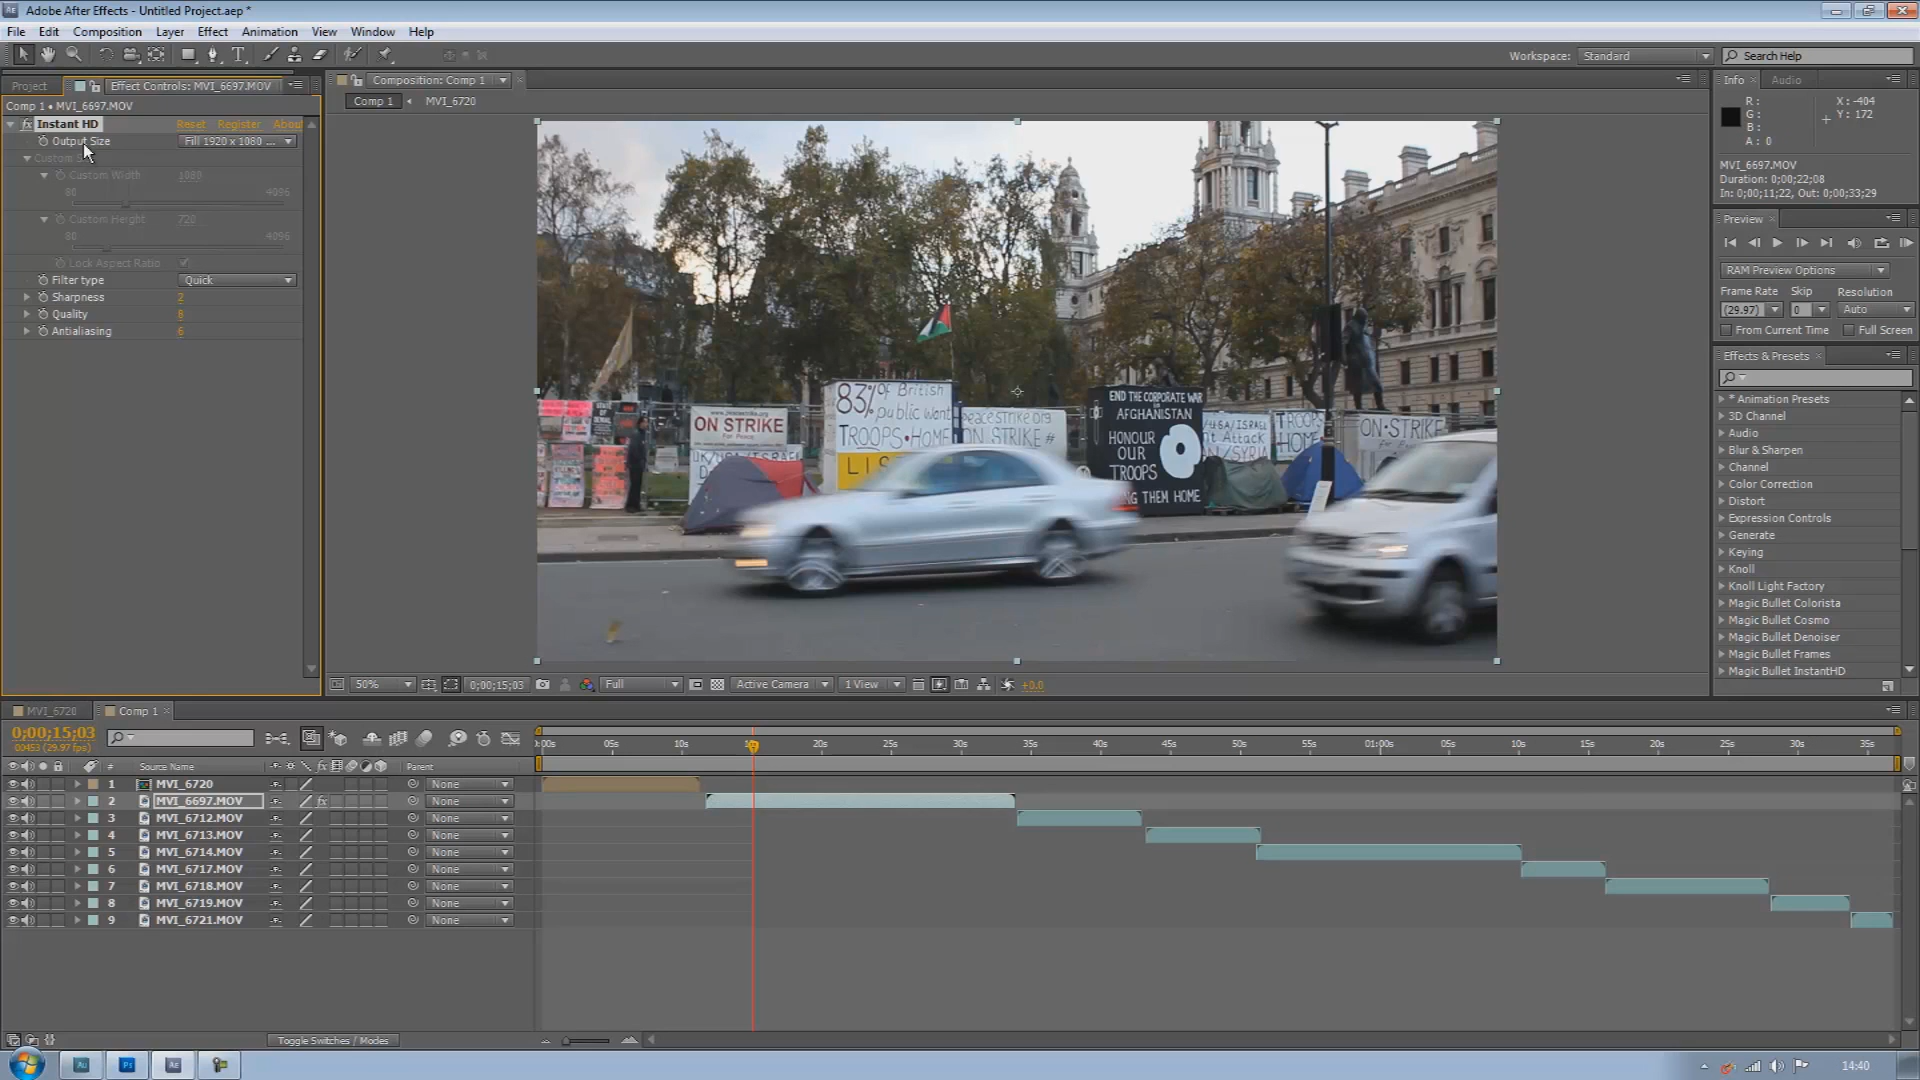 Adobe After Effects - Untitled Project.aep *
File Edit Composition Layer Effect Animation View Window Help
Workspace: Standard Search Help
Project Effect Controls: MVI_6697.MOV
Comp 1 • MVI_6697.MOV
Instant HD Reset Register Abou
Output Size Fill 1920 x 1080 ...
Custom
Custom Width 1080
80 4096
Custom Height 720
80 4096
Lock Aspect Ratio
Filter type Quick
Sharpness 2
Quality 8
Antialiasing 6
Composition: Comp 1
Comp 1 MVI_6720
83% of British
public want
TROOPS•HOME
ON STRIKE
For Peace
peacestrike.org
ON STRIKE #
END THE CORPORATE WAR
AFGHANISTAN
HONOUR
OUR
TROOPS
THEM HOME
TROOPS
HOME
ON•STRIKE
50% 0;00;15;03 Full Active Camera 1 View +0.0
Info Audio
R: X: -404
G: Y: 172
B:
A: 0
MVI_6697.MOV
Duration: 0;00;22;08
In: 0;00;11;22, Out: 0;00;33;29
Preview
RAM Preview Options
Frame Rate Skip Resolution
(29.97) 0 Auto
From Current Time Full Screen
Effects & Presets
* Animation Presets
3D Channel
Audio
Blur & Sharpen
Channel
Color Correction
Distort
Expression Controls
Generate
Keying
Knoll
Knoll Light Factory
Magic Bullet Colorista
Magic Bullet Cosmo
Magic Bullet Denoiser
Magic Bullet Frames
Magic Bullet InstantHD
MVI_6720 Comp 1
0;00;15;03
00453 (29.97 fps)
# Source Name Parent
:00s 05s 10s 20s 25s 30s 35s 40s 45s 50s 55s 01:00s 05s 10s 15s 20s 25s 30s 35s
1 MVI_6720 None
2 MVI_6697.MOV None
3 MVI_6712.MOV None
4 MVI_6713.MOV None
5 MVI_6714.MOV None
6 MVI_6717.MOV None
7 MVI_6718.MOV None
8 MVI_6719.MOV None
9 MVI_6721.MOV None
Toggle Switches / Modes
14:40